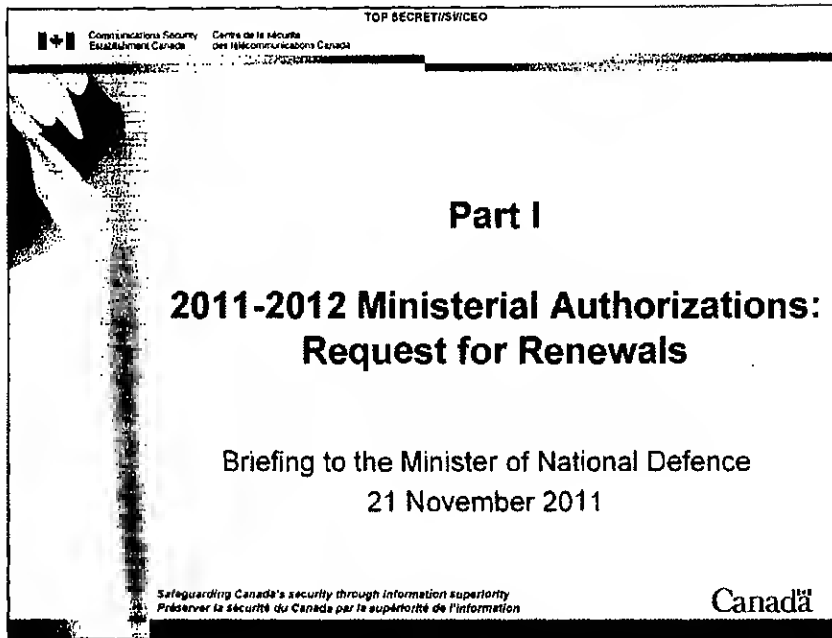 TOP SECRET//SI//CEO
Communications Security Establishment Canada
Centre de la sécurité des télécommunications Canada
Part I
2011-2012 Ministerial Authorizations:
Request for Renewals
Briefing to the Minister of National Defence
21 November 2011
Safeguarding Canada's security through information superiority
Préserver la sécurité du Canada par la supériorité de l'information
Canada